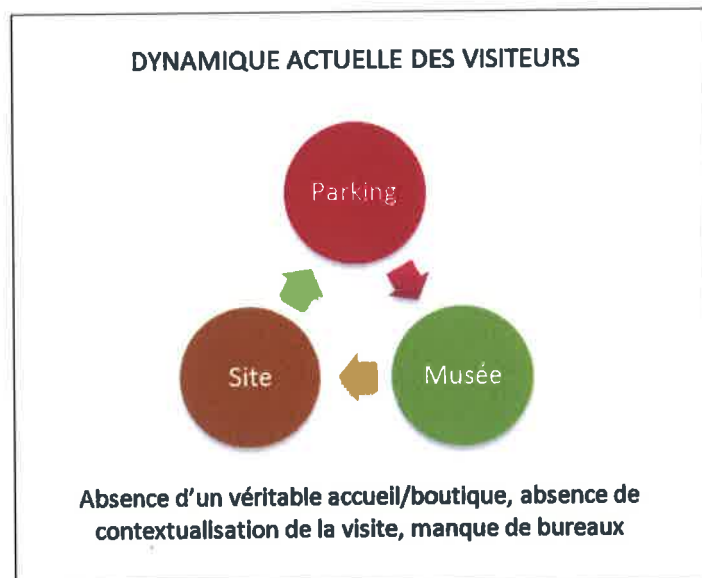 DYNAMIQUE ACTUELLE DES VISITEURS
Parking
Site
Musée
Absence d'un véritable accueil/boutique, absence de
contextualisation de la visite, manque de bureaux